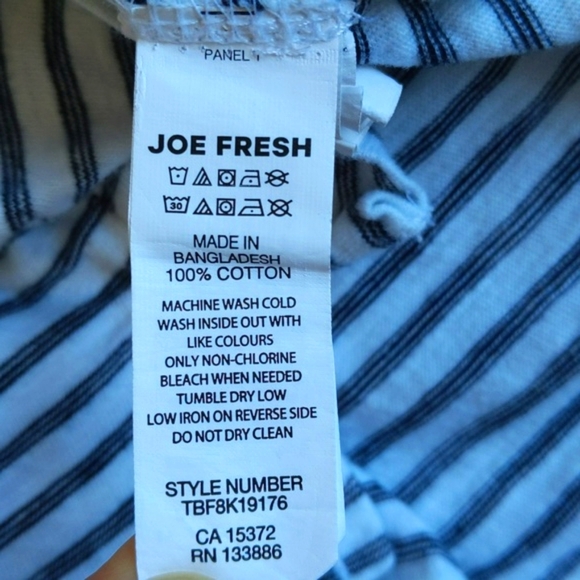 PANEL 1
JOE FRESH
30
MADE IN
BANGLADESH
100% COTTON
MACHINE WASH COLD
WASH INSIDE OUT WITH
LIKE COLOURS
ONLY NON-CHLORINE
BLEACH WHEN NEEDED
TUMBLE DRY LOW
LOW IRON ON REVERSE SIDE
DO NOT DRY CLEAN
STYLE NUMBER
TBF8K19176
CA 15372
RN 133886